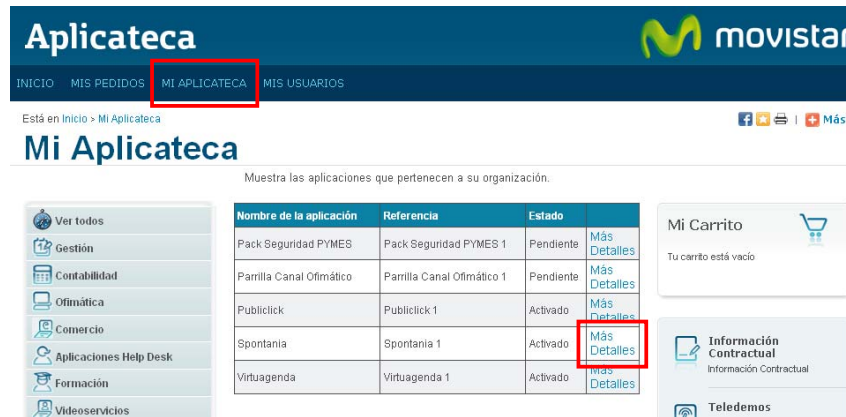 Aplicateca
movistar
INICIO MIS PEDIDOS MI APLICATECA MIS USUARIOS
Está en Inicio > Mi Aplicateca
Más
Mi Aplicateca
Muestra las aplicaciones que pertenecen a su organización.
Ver todos
Gestión
Contabilidad
Ofimática
Comercio
Aplicaciones Help Desk
Formación
Videoservicios
Nombre de la aplicación Referencia Estado
Pack Seguridad PYMES Pack Seguridad PYMES 1 Pendiente Más Detalles
Parrilla Canal Ofimático Parrilla Canal Ofimático 1 Pendiente Más Detalles
Publiclick Publiclick 1 Activado Más Detalles
Spontania Spontania 1 Activado Más Detalles
Virtuagenda Virtuagenda 1 Activado Más Detalles
Mi Carrito
Tu carrito está vacío
Información
Contractual
Información Contractual
Teledemos